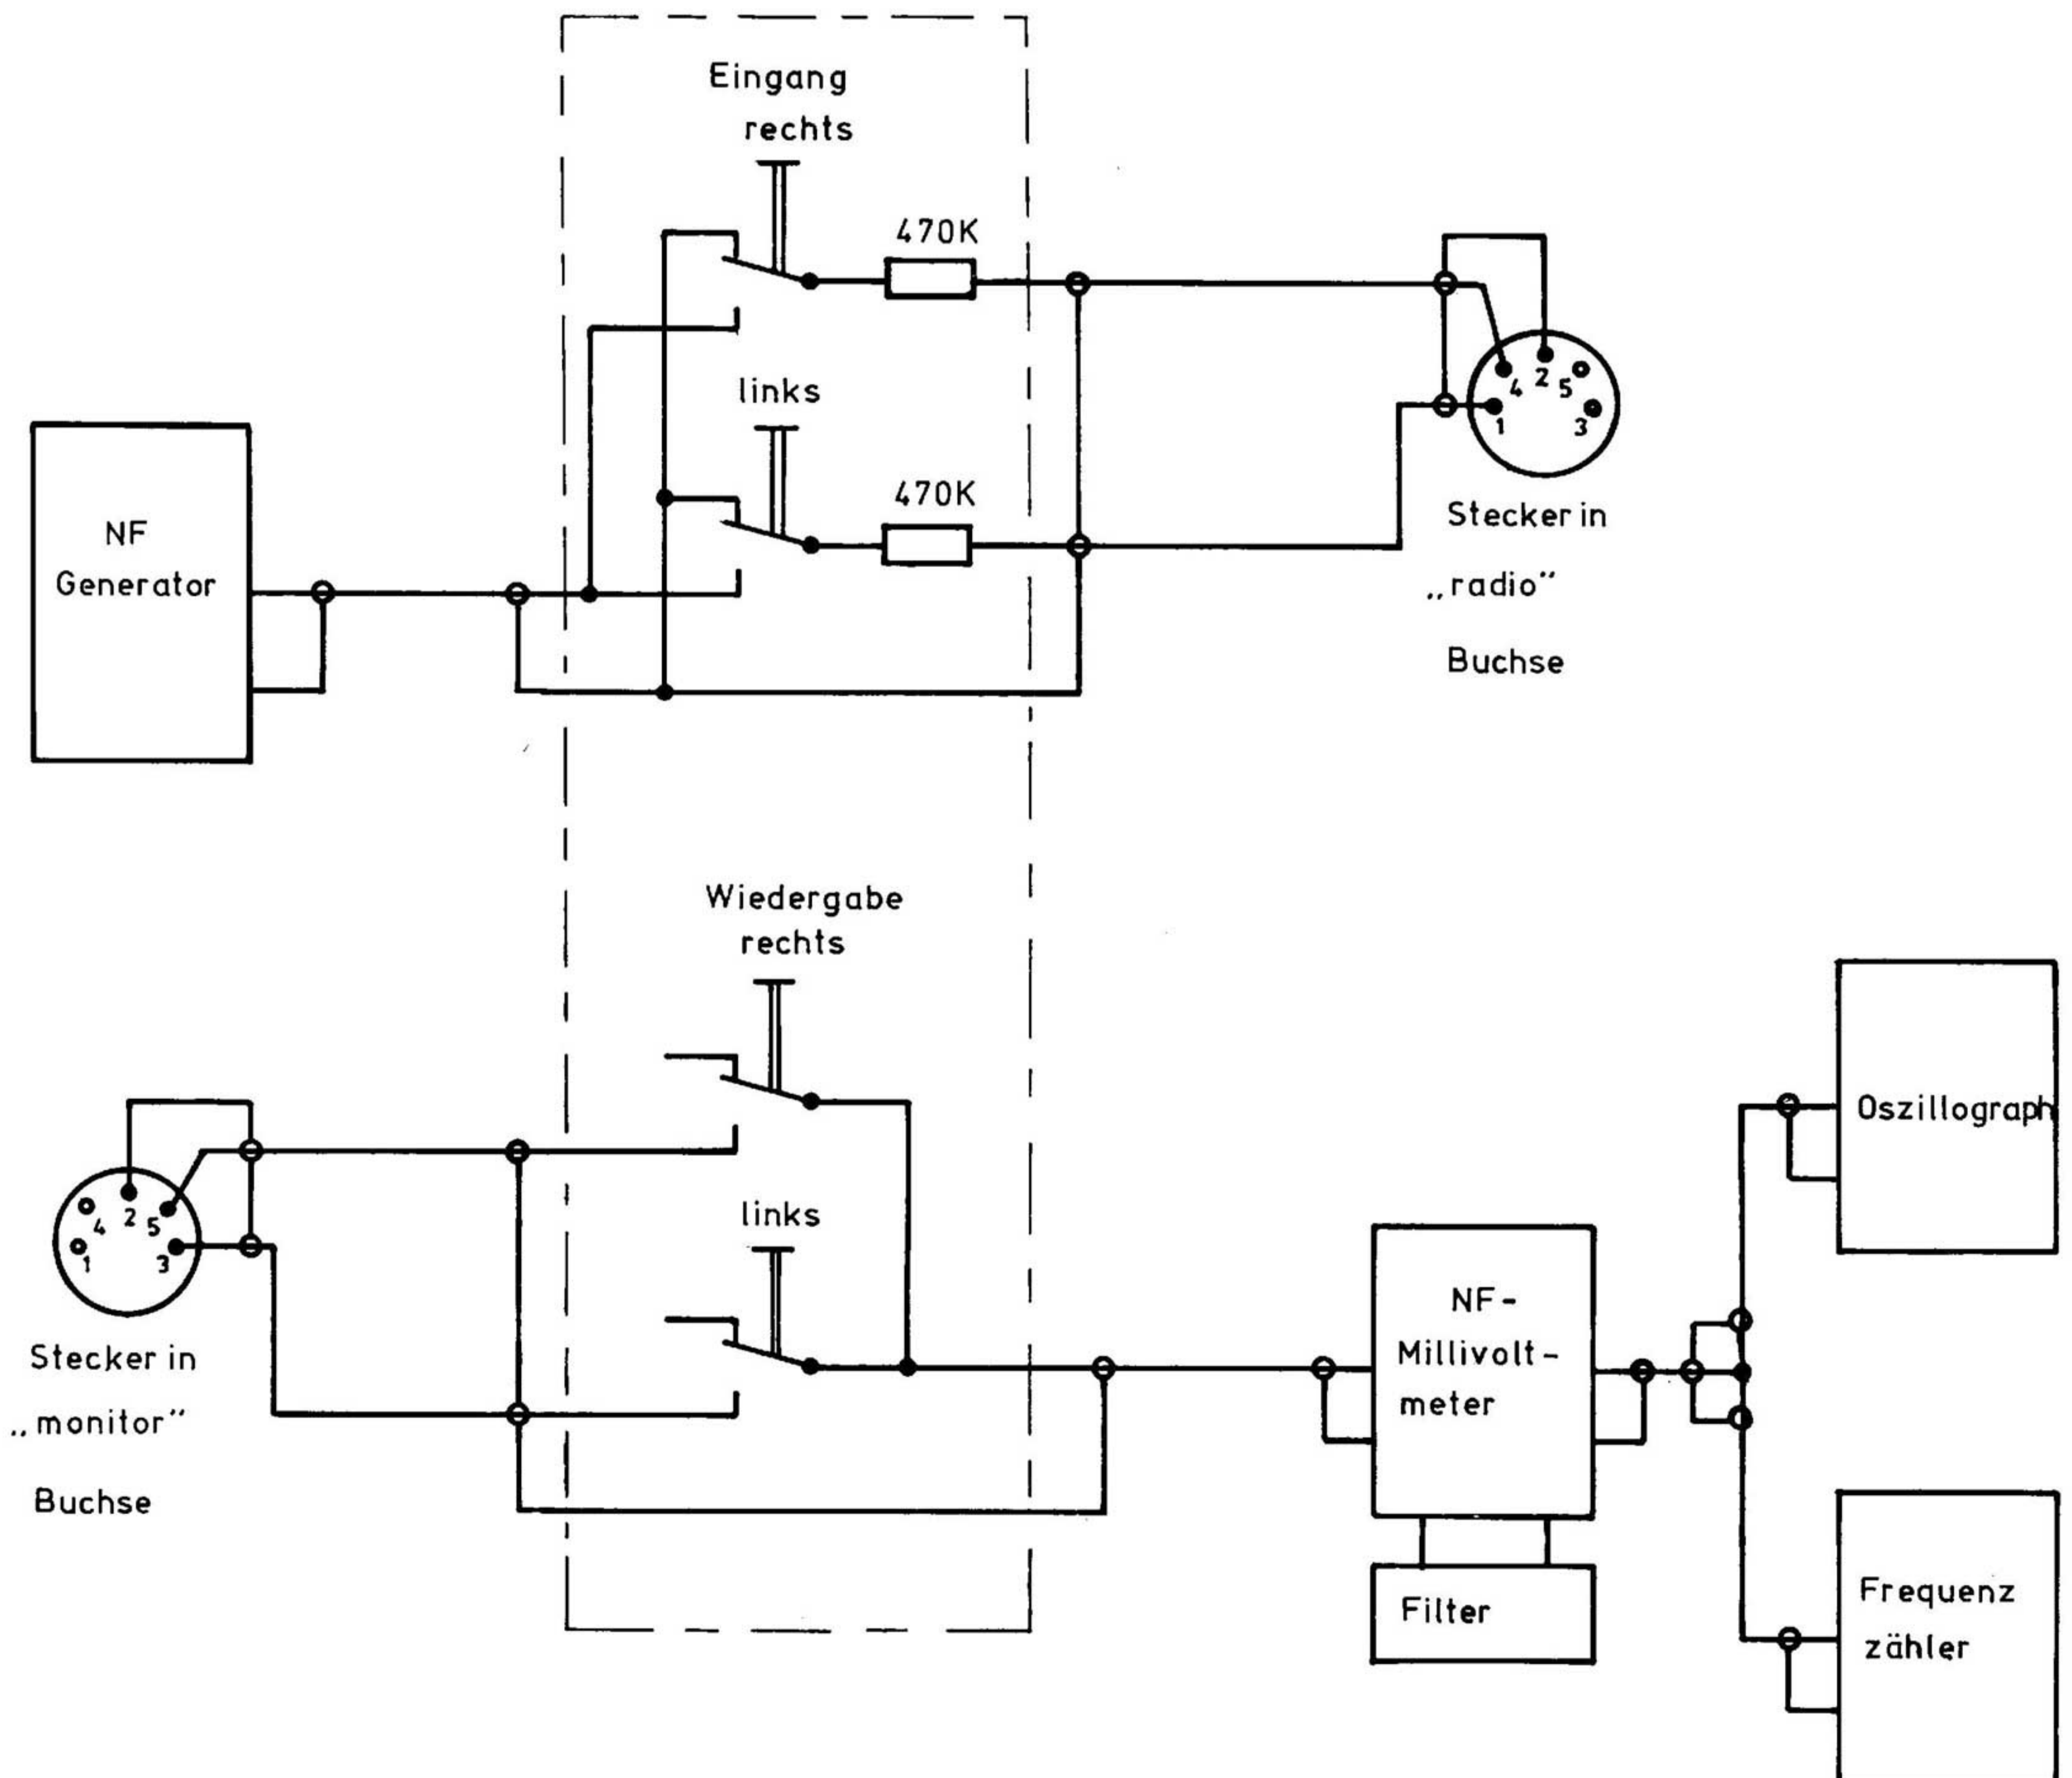 Eingang
rechts
470K
links
470K
NF
Generator
4 2 5
1 3
Stecker in
„radio”
Buchse
Wiedergabe
rechts
links
4 2 5
1 3
Stecker in
„monitor”
Buchse
NF-
Millivolt-
meter
Filter
Oszillograph
Frequenz
zähler